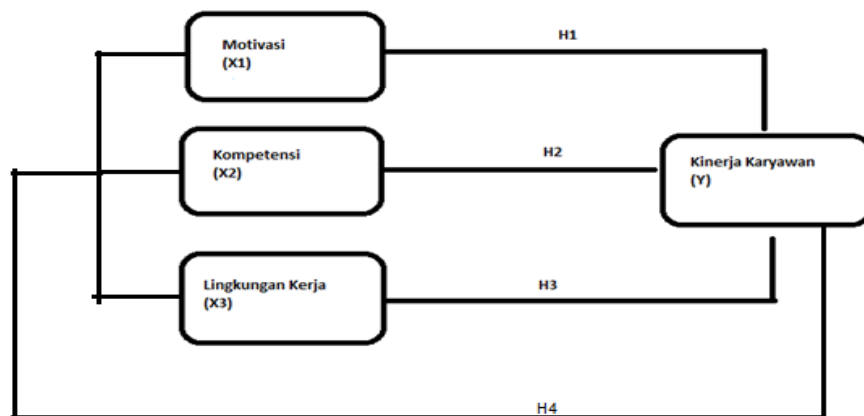 Motivasi
(X1)
H1
Kompetensi
(X2)
H2
Kinerja Karyawan
(Y)
Lingkungan Kerja
(X3)
H3
H4